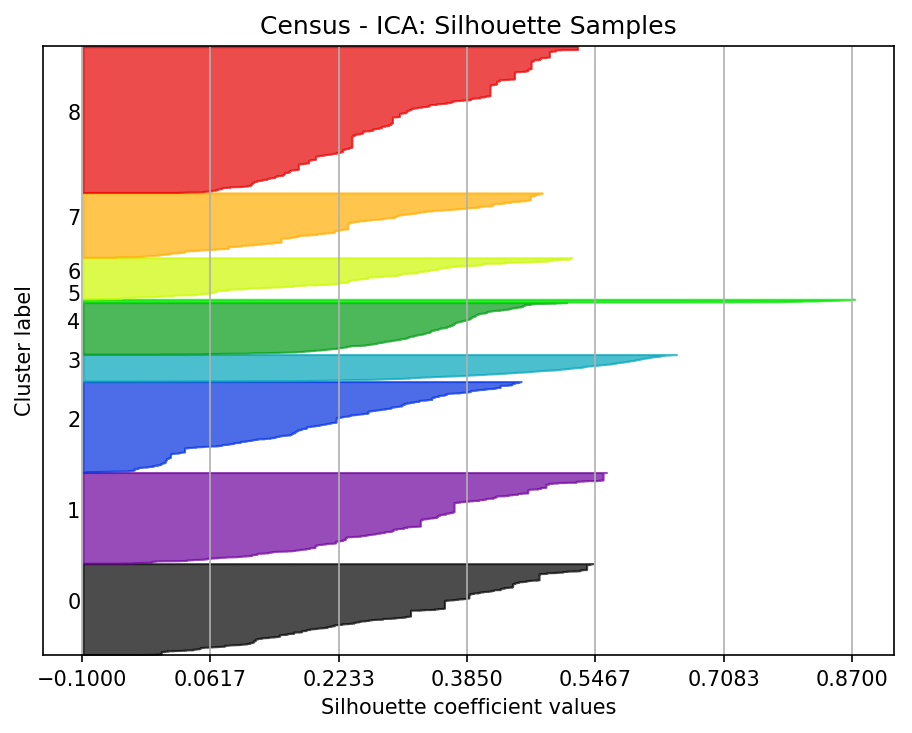 Census - ICA: Silhouette Samples
8
7
6
5
4
3
2
1
0
Cluster label
−0.1000 0.0617 0.2233 0.3850 0.5467 0.7083 0.8700
Silhouette coefficient values